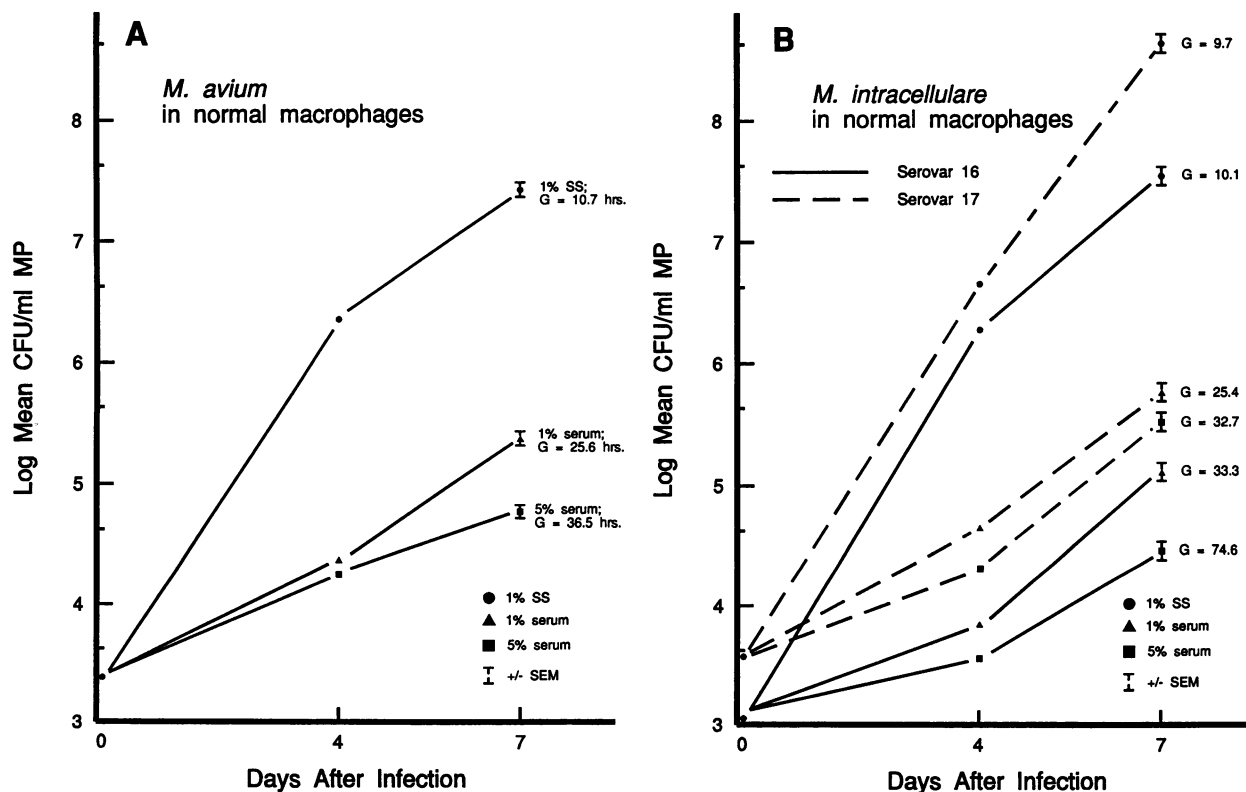 A
M. avium
in normal macrophages
Log Mean CFU/ml MP
8
7
6
5
4
3
1% SS;
G = 10.7 hrs.
1% serum;
G = 25.6 hrs.
5% serum;
G = 36.5 hrs.
1% SS
1% serum
5% serum
+/- SEM
0
4
7
Days After Infection
B
M. intracellulare
in normal macrophages
Serovar 16
Serovar 17
Log Mean CFU/ml MP
8
7
6
5
4
3
G = 9.7
G = 10.1
G = 25.4
G = 32.7
G = 33.3
G = 74.6
1% SS
1% serum
5% serum
+/- SEM
0
4
7
Days After Infection